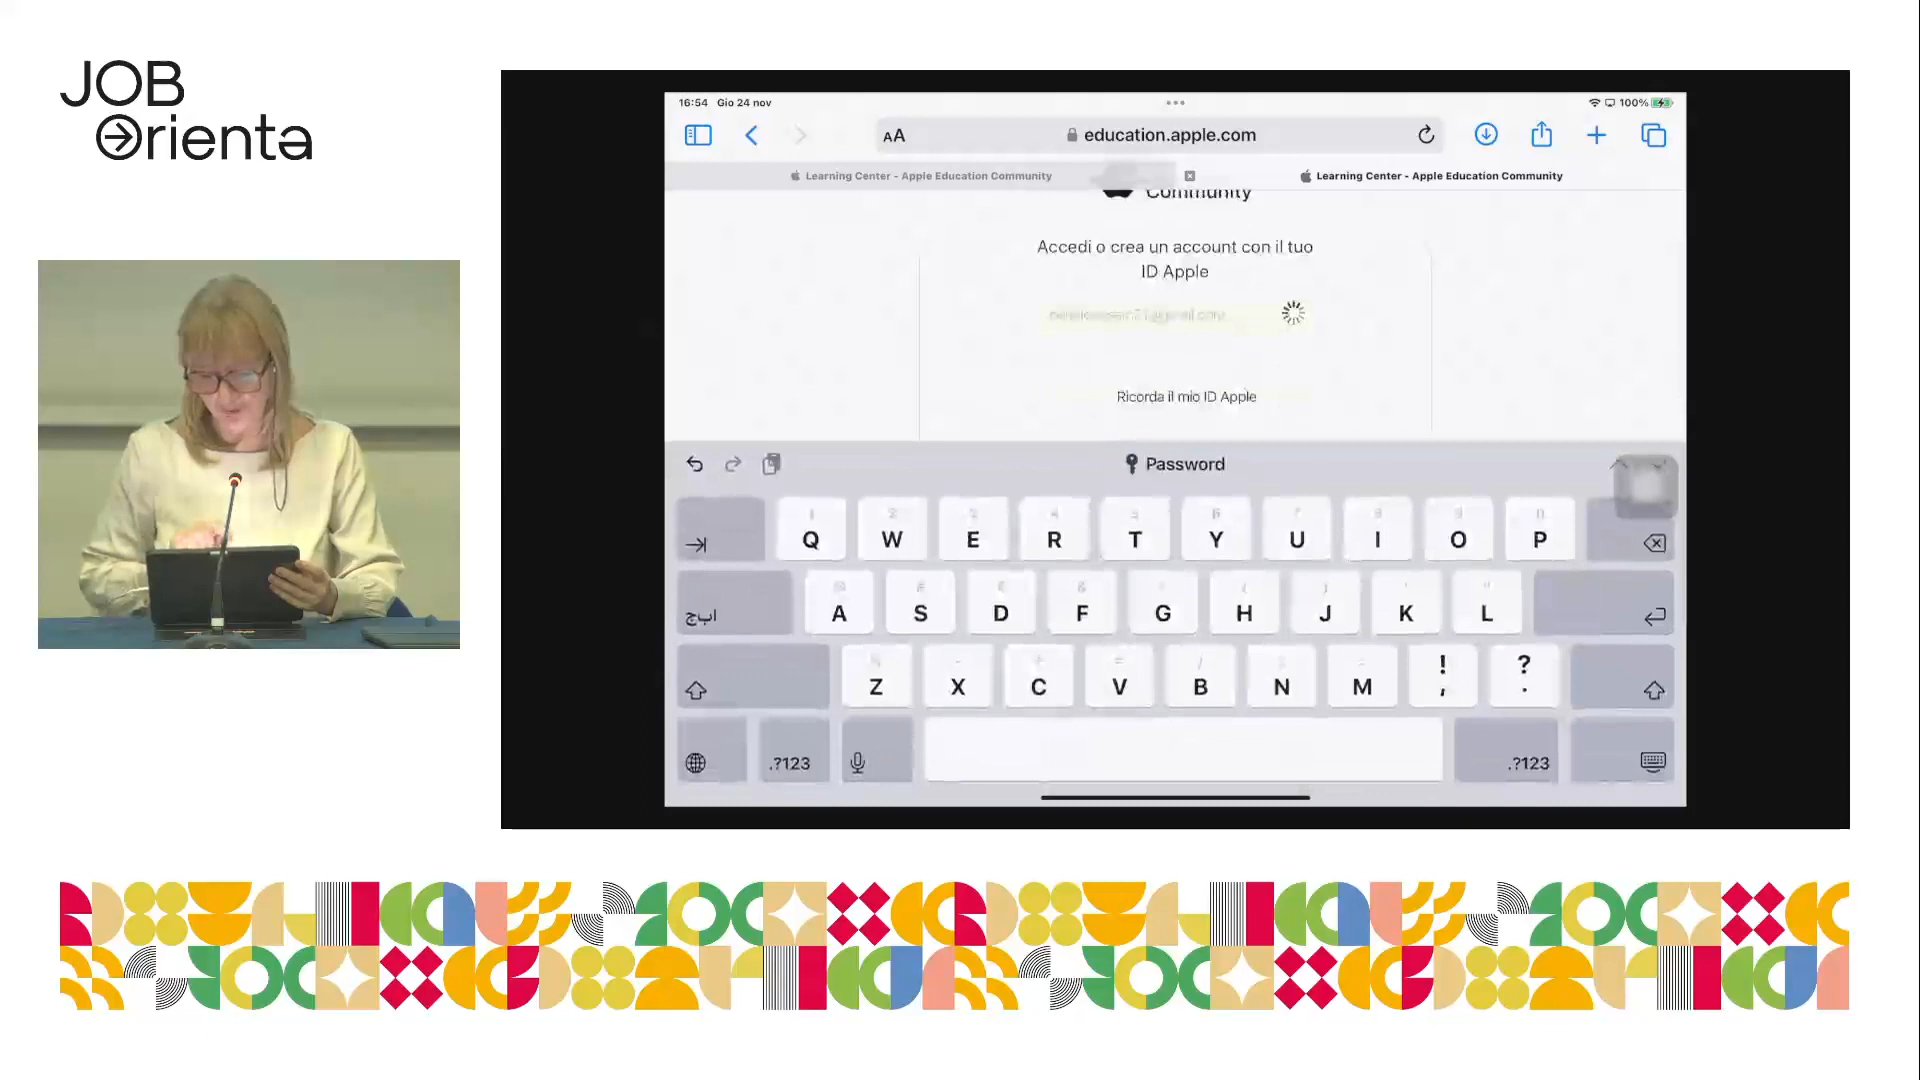 JOB
Orienta
16:54 Gio 24 nov
100%
AA
education.apple.com
Learning Center - Apple Education Community
Learning Center - Apple Education Community
Community
Accedi o crea un account con il tuo
ID Apple
Ricorda il mio ID Apple
Password
Q W E R T Y U I O P
ابج
A S D F G H J K L
Z X C V B N M ! , ? .
.?123
.?123